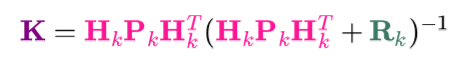 K = H_k P_k H_k^T (H_k P_k H_k^T + R_k)^{-1}